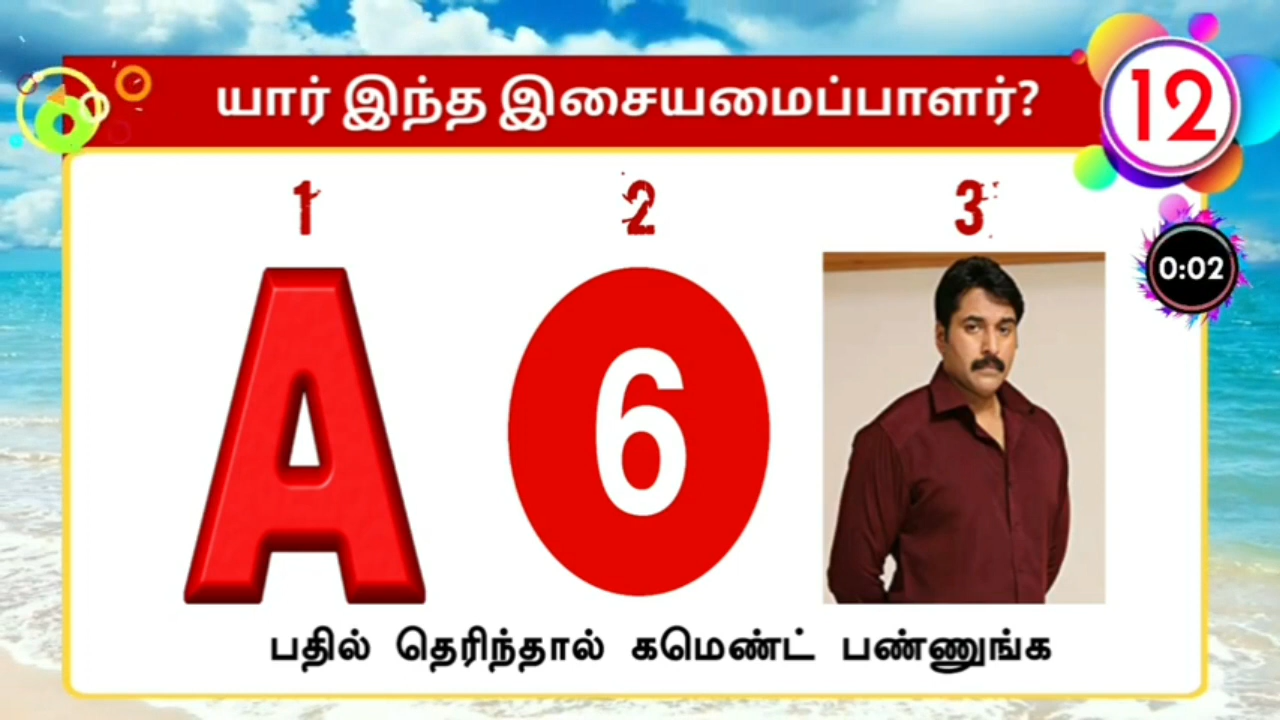 யார் இந்த இசையமைப்பாளர்?
12
1 2 3
0:02
A 6
பதில் தெரிந்தால் கமெண்ட் பண்ணுங்க